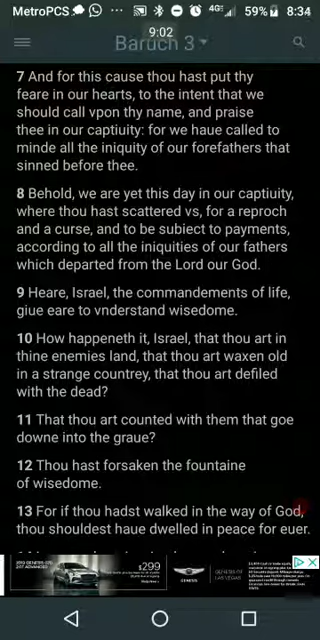 MetroPCS ... 4G 59% 8:34
9:02
Baruch 3
7 And for this cause thou hast put thy
feare in our hearts, to the intent that we
should call vpon thy name, and praise
thee in our captiuity: for we haue called to
minde all the iniquity of our forefathers that
sinned before thee.
8 Behold, we are yet this day in our captiuity,
where thou hast scattered vs, for a reproch
and a curse, and to be subiect to payments,
according to all the iniquities of our fathers
which departed from the Lord our God.
9 Heare, Israel, the commandements of life,
giue eare to vnderstand wisedome.
10 How happeneth it, Israel, that thou art in
thine enemies land, that thou art waxen old
in a strange countrey, that thou art defiled
with the dead?
11 That thou art counted with them that goe
downe into the graue?
12 Thou hast forsaken the fountaine
of wisedome.
13 For if thou hadst walked in the way of God,
thou shouldest haue dwelled in peace for euer.
$299
GENESIS
GENESIS OF
LAS VEGAS